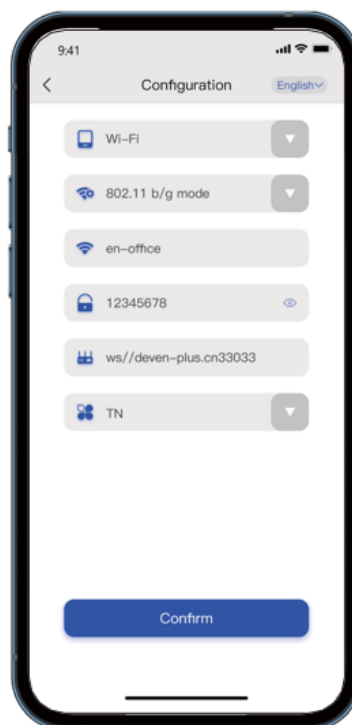 9:41
Configuration English
Wi-Fi
802.11 b/g mode
en-office
12345678
ws//deven-plus.cn33033
TN
Confirm